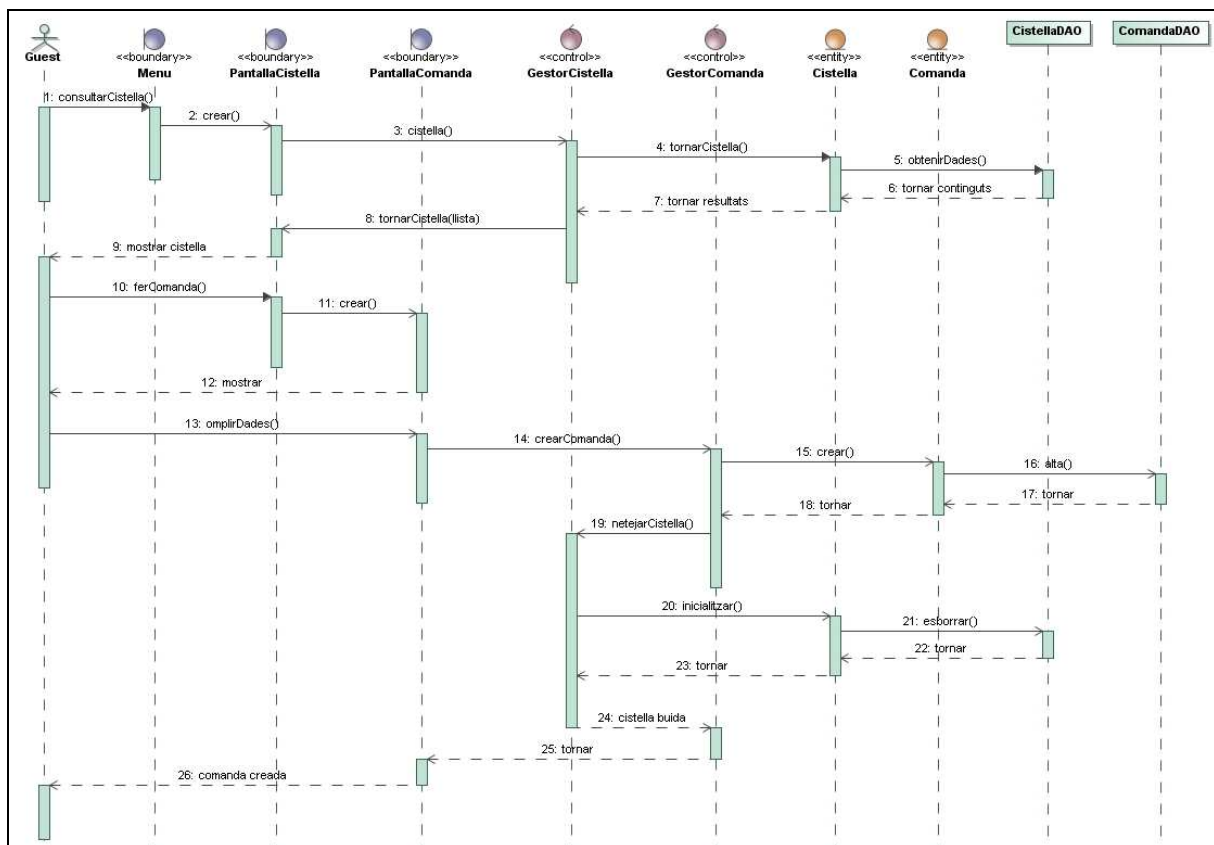 Guest
<<boundary>>
Menu
<<boundary>>
PantallaCistella
<<boundary>>
PantallaComanda
<<control>>
GestorCistella
<<control>>
GestorComanda
<<entity>>
Cistella
<<entity>>
Comanda
CistellaDAO
ComandaDAO
1: consultarCistella()
2: crear()
3: cistella()
4: tornarCistella()
5: obtenirDades()
6: tornar continguts
7: tornar resultats
8: tornarCistella(llista)
9: mostrar cistella
10: ferComanda()
11: crear()
12: mostrar
13: omplirDades()
14: crearComanda()
15: crear()
16: alta()
17: tornar
18: tornar
19: netejarCistella()
20: inicialitzar()
21: esborrar()
22: tornar
23: tornar
24: cistella buida
25: tornar
26: comanda creada